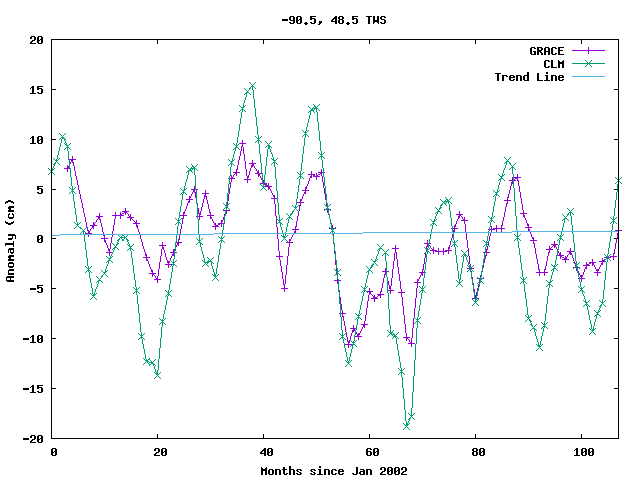 -90.5, 48.5 TWS
GRACE
CLM
Trend Line
20
15
10
5
0
-5
-10
-15
-20
Anomaly (cm)
0 20 40 60 80 100
Months since Jan 2002